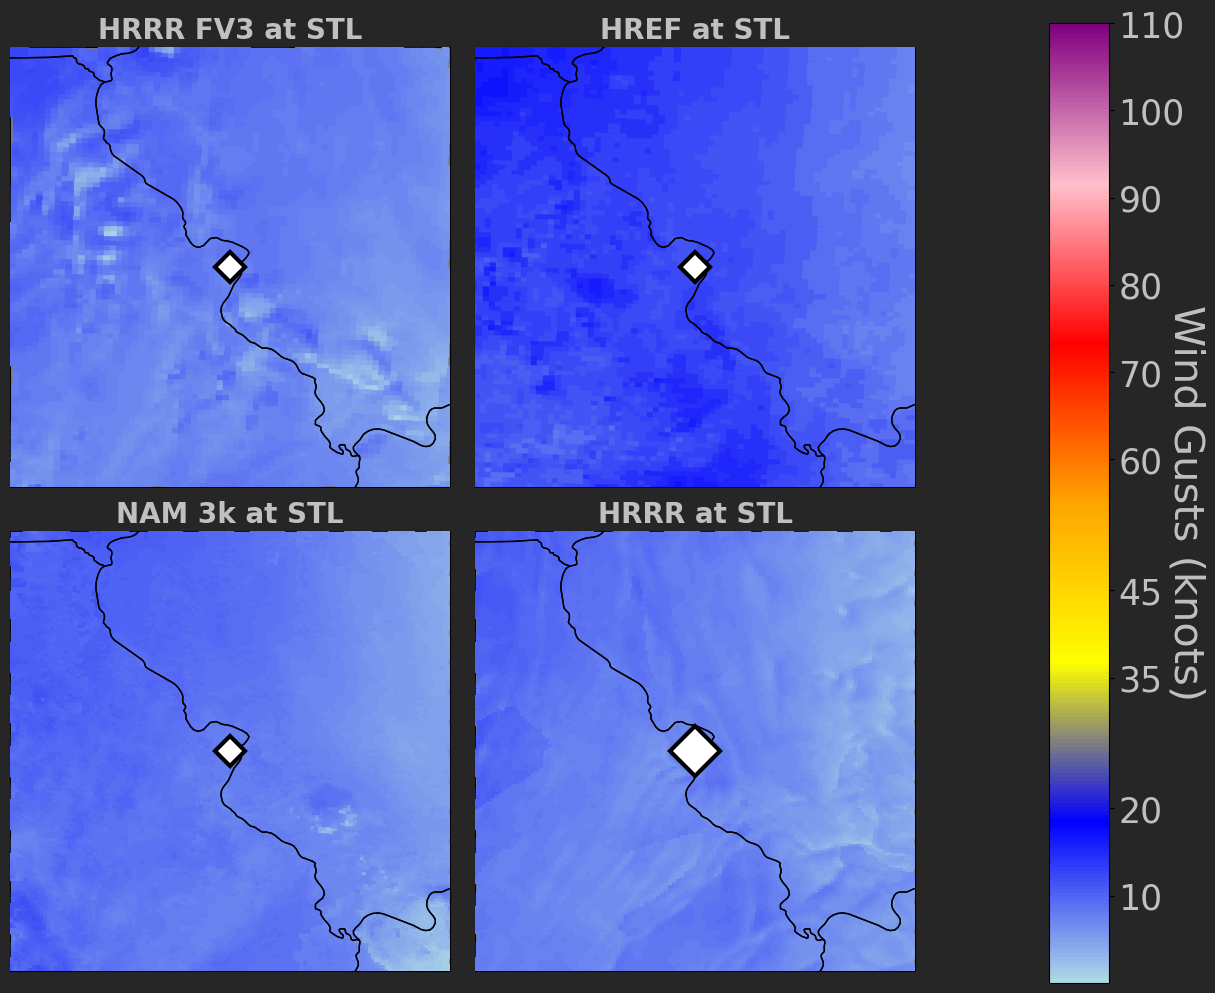 HRRR FV3 at STL
HREF at STL
NAM 3k at STL
HRRR at STL
110
100
90
80
70
60
45
35
20
10
Wind Gusts (knots)